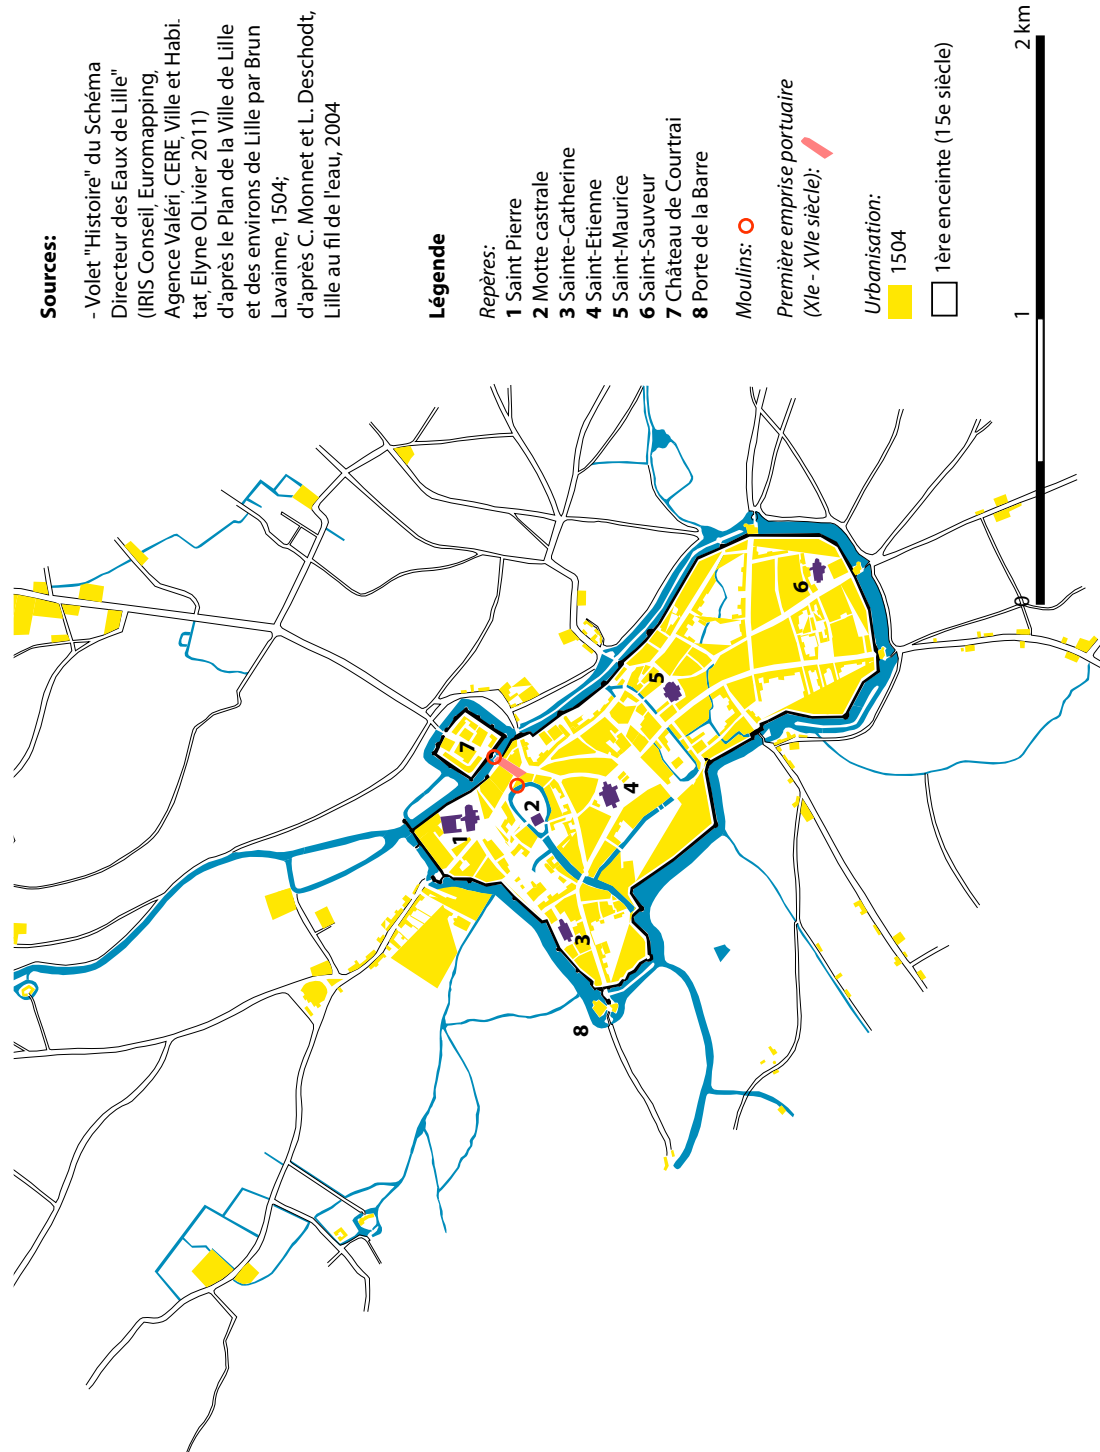 Sources:
- Volet "Histoire" du Schéma
Directeur des Eaux de Lille"
(IRIS Conseil, Euromapping,
Agence Valéri, CERE, Ville et Habi.
tat, Elyne OLivier 2011)
d'après le Plan de la Ville de Lille
et des environs de Lille par Brun
Lavainne, 1504;
d'après C. Monnet et L. Deschodt,
Lille au fil de l'eau, 2004
Légende
Repères:
1 Saint Pierre
2 Motte castrale
3 Sainte-Catherine
4 Saint-Etienne
5 Saint-Maurice
6 Saint-Sauveur
7 Château de Courtrai
8 Porte de la Barre
Moulins:
Première emprise portuaire
(XIe - XVIe siècle):
Urbanisation:
1504
1ère enceinte (15e siècle)
0
1
2 km
1
2
3
4
5
6
7
8